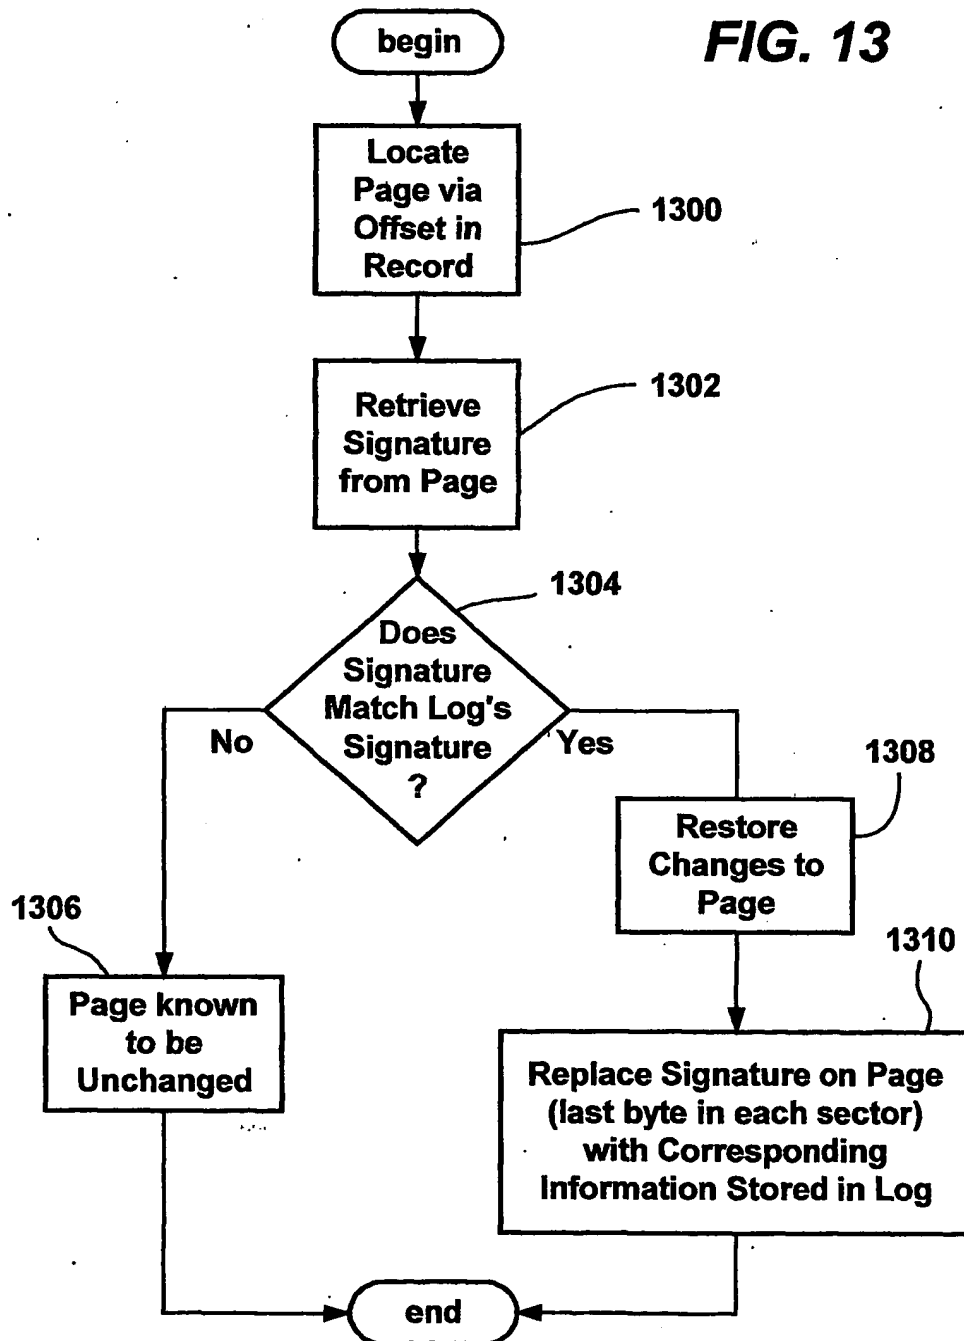 begin
FIG. 13
Locate
Page via
Offset in
Record
1300
Retrieve
Signature
from Page
1302
Does
Signature
Match Log's
Signature
?
1304
No
Yes
Restore
Changes to
Page
1308
Page known
to be
Unchanged
1306
Replace Signature on Page
(last byte in each sector)
with Corresponding
Information Stored in Log
1310
end